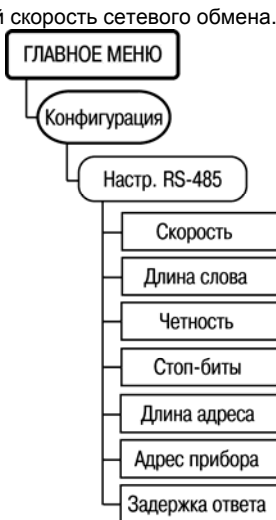 й скорость сетевого обмена.
ГЛАВНОЕ МЕНЮ
Конфигурация
Настр. RS-485
Скорость
Длина слова
Четность
Стоп-биты
Длина адреса
Адрес прибора
Задержка ответа